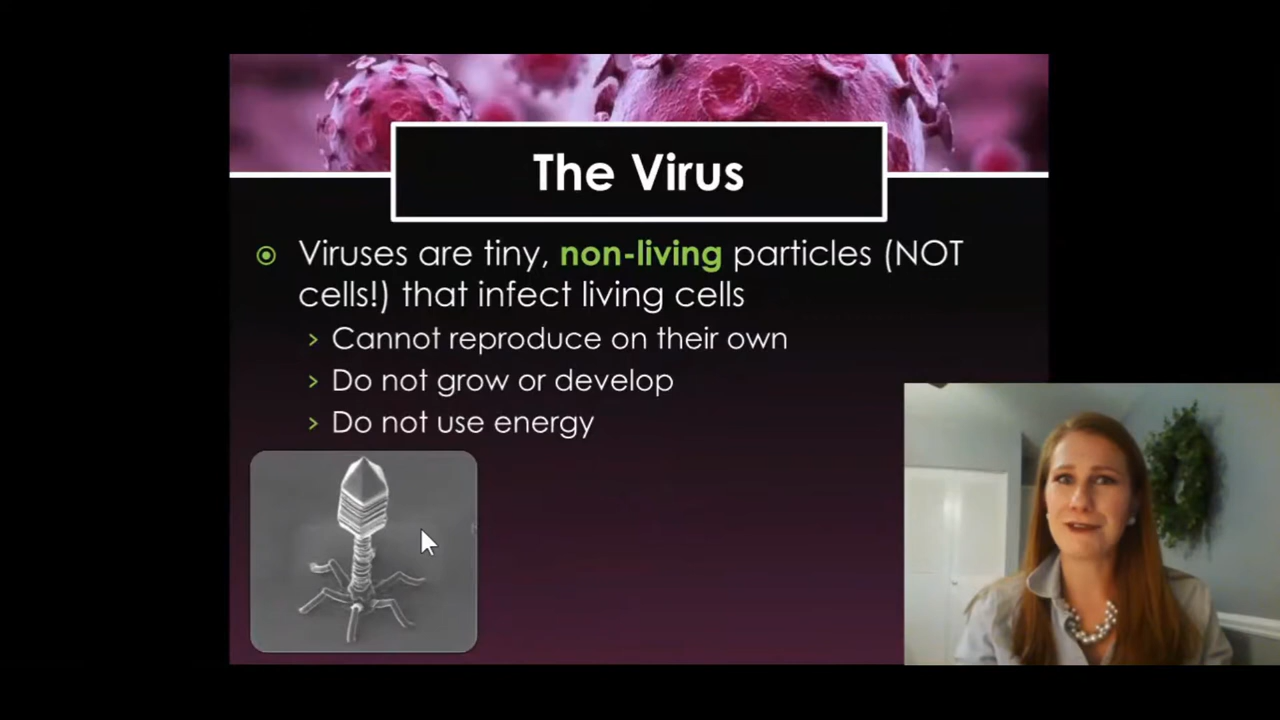 The Virus
Viruses are tiny, non-living particles (NOT
cells!) that infect living cells
Cannot reproduce on their own
Do not grow or develop
Do not use energy